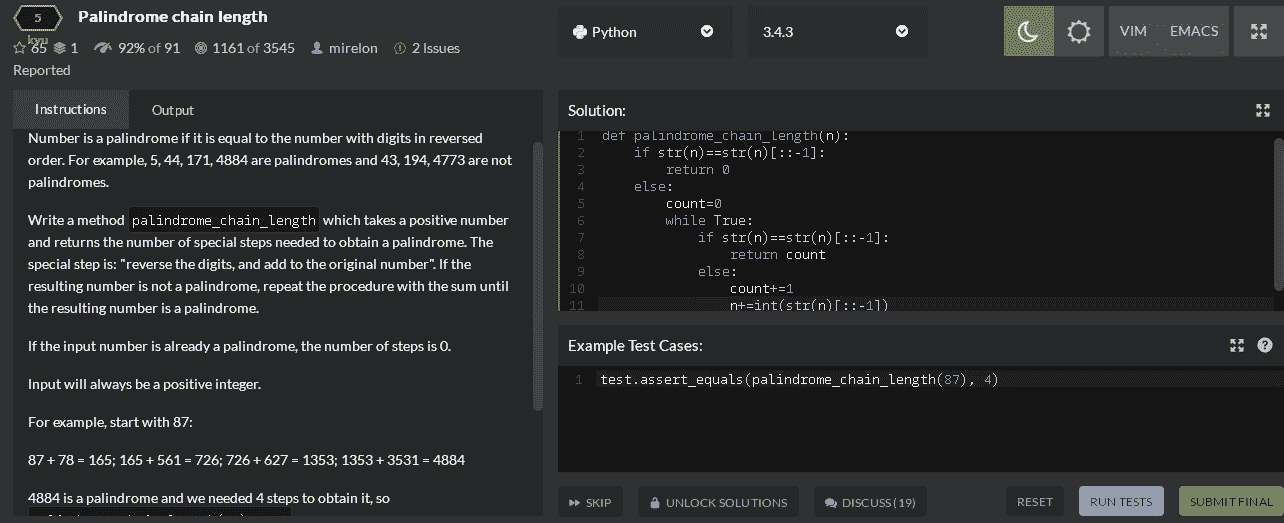 5 Palindrome chain length
kyu
65 1 92% of 91 1161 of 3545 mirelon 2 Issues
Reported
Python 3.4.3 VIM EMACS
Instructions Output
Number is a palindrome if it is equal to the number with digits in reversed
order. For example, 5, 44, 171, 4884 are palindromes and 43, 194, 4773 are not
palindromes.
Write a method palindrome_chain_length which takes a positive number
and returns the number of special steps needed to obtain a palindrome. The
special step is: "reverse the digits, and add to the original number". If the
resulting number is not a palindrome, repeat the procedure with the sum until
the resulting number is a palindrome.
If the input number is already a palindrome, the number of steps is 0.
Input will always be a positive integer.
For example, start with 87:
87 + 78 = 165; 165 + 561 = 726; 726 + 627 = 1353; 1353 + 3531 = 4884
4884 is a palindrome and we needed 4 steps to obtain it, so
Solution:
1 def palindrome_chain_length(n):
2 if str(n)==str(n)[::-1]:
3 return 0
4 else:
5 count=0
6 while True:
7 if str(n)==str(n)[::-1]:
8 return count
9 else:
10 count+=1
11 n+=int(str(n)[::-1])
Example Test Cases:
1 test.assert_equals(palindrome_chain_length(87), 4)
SKIP UNLOCK SOLUTIONS DISCUSS (19) RESET RUN TESTS SUBMIT FINAL